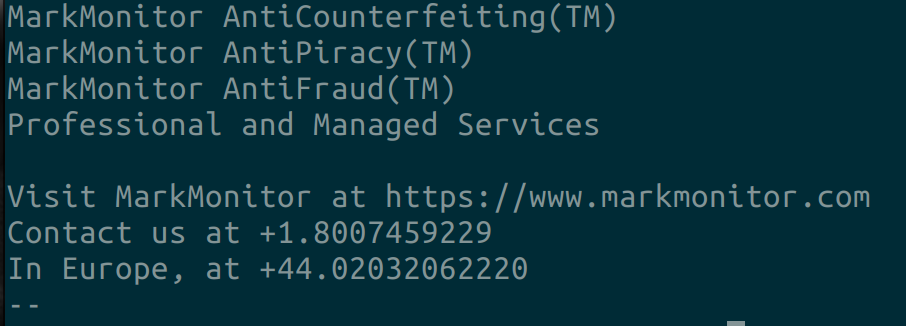 MarkMonitor AntiCounterfeiting(TM)
MarkMonitor AntiPiracy(TM)
MarkMonitor AntiFraud(TM)
Professional and Managed Services
Visit MarkMonitor at https://www.markmonitor.com
Contact us at +1.8007459229
In Europe, at +44.02032062220
--